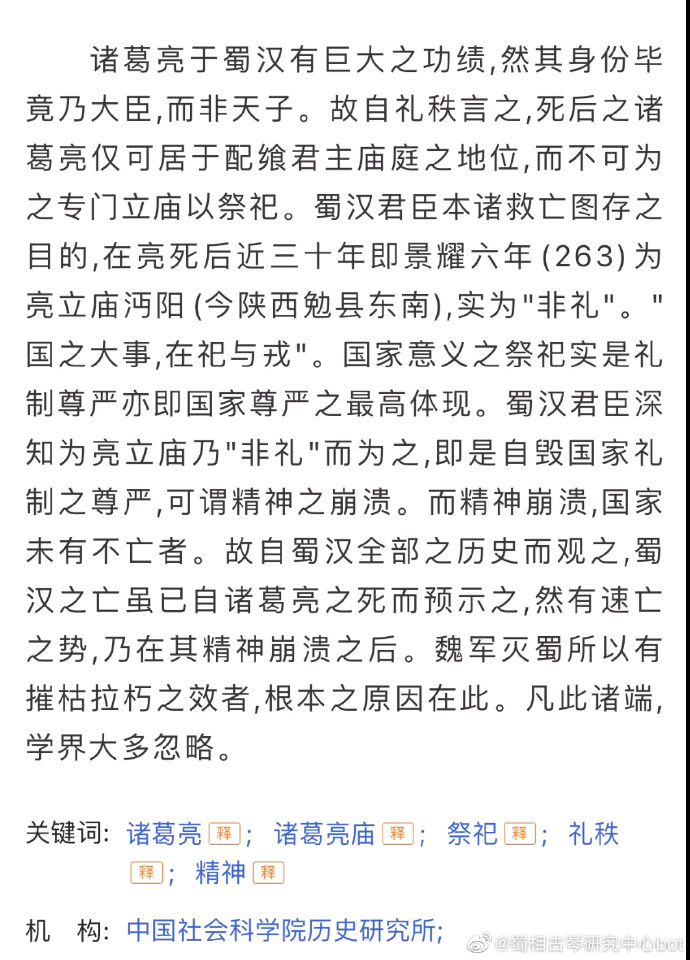 诸葛亮于蜀汉有巨大之功绩,然其身份毕
竟乃大臣,而非天子。故自礼秩言之,死后之诸
葛亮仅可居于配飨君主庙庭之地位,而不可为
之专门立庙以祭祀。蜀汉君臣本诸救亡图存之
目的,在亮死后近三十年即景耀六年(263)为
亮立庙沔阳(今陕西勉县东南),实为"非礼"。"
国之大事,在祀与戎"。国家意义之祭祀实是礼
制尊严亦即国家尊严之最高体现。蜀汉君臣深
知为亮立庙乃"非礼"而为之,即是自毁国家礼
制之尊严,可谓精神之崩溃。而精神崩溃,国家
未有不亡者。故自蜀汉全部之历史而观之,蜀
汉之亡虽已自诸葛亮之死而预示之,然有速亡
之势,乃在其精神崩溃之后。魏军灭蜀所以有
摧枯拉朽之效者,根本之原因在此。凡此诸端,
学界大多忽略。
关键词: 诸葛亮 释 ; 诸葛亮庙 释 ; 祭祀 释 ; 礼秩
释 ; 精神 释
机 构: 中国社会科学院历史研究所;
@蜀相古琴研究中心bot